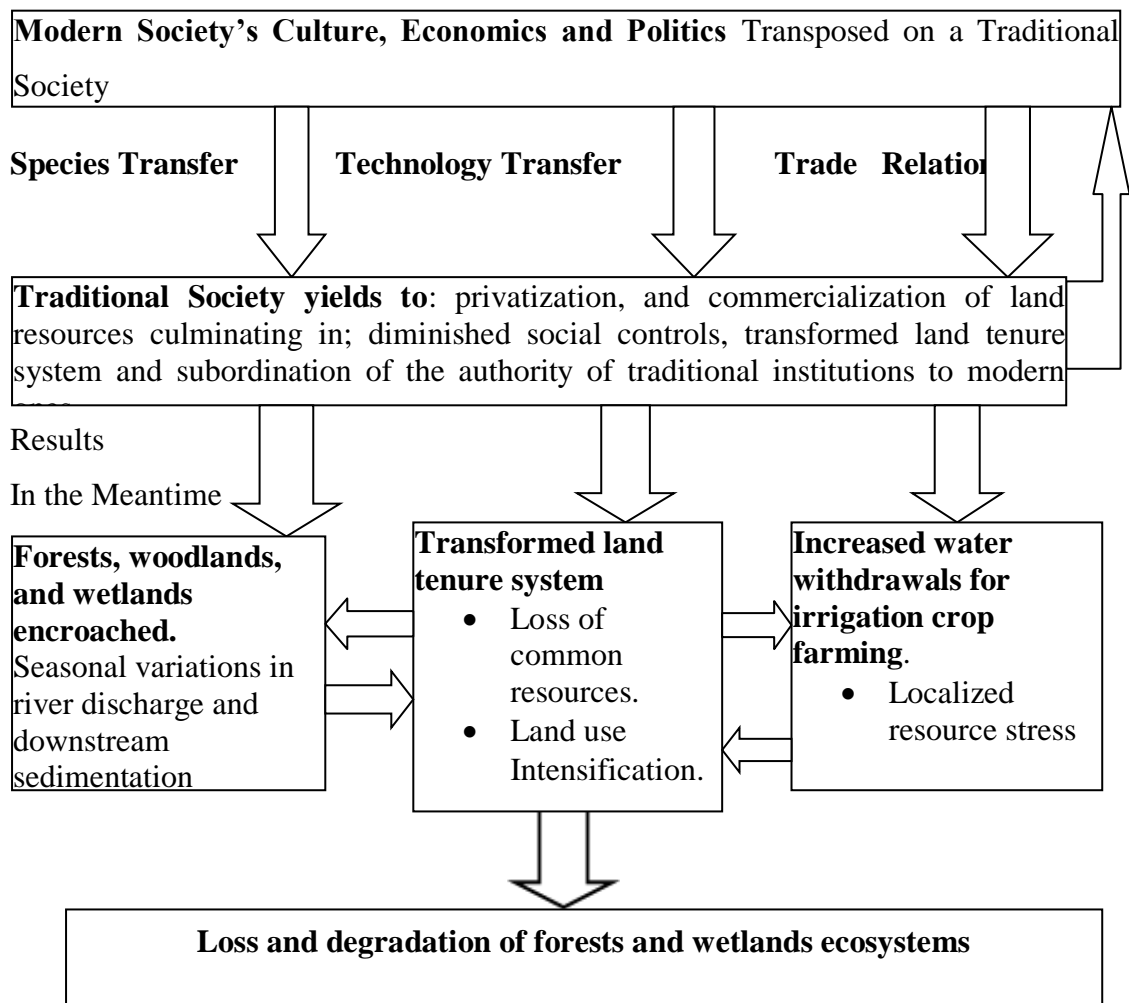 Modern Society’s Culture, Economics and Politics Transposed on a Traditional
Society
Species Transfer Technology Transfer Trade Relation
Traditional Society yields to: privatization, and commercialization of land
resources culminating in; diminished social controls, transformed land tenure
system and subordination of the authority of traditional institutions to modern
Results
In the Meantime
Forests, woodlands,
and wetlands
encroached.
Seasonal variations in
river discharge and
downstream
sedimentation
Transformed land
tenure system
• Loss of
common
resources.
• Land use
Intensification.
Increased water
withdrawals for
irrigation crop
farming.
• Localized
resource stress
Loss and degradation of forests and wetlands ecosystems